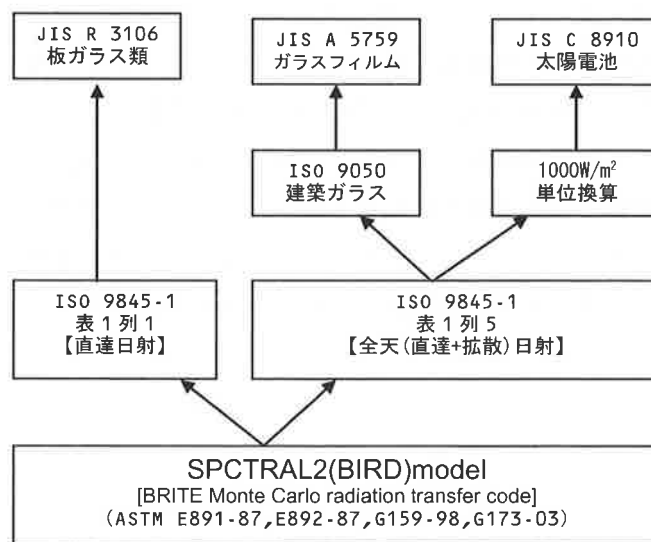 JIS R 3106
板ガラス類
JIS A 5759
ガラスフィルム
JIS C 8910
太陽電池
ISO 9050
建築ガラス
1000W/m²
単位換算
ISO 9845-1
表1列1
【直達日射】
ISO 9845-1
表1列5
【全天(直達+拡散)日射】
SPCTRAL2(BIRD)model
[BRITE Monte Carlo radiation transfer code]
(ASTM E891-87,E892-87,G159-98,G173-03)